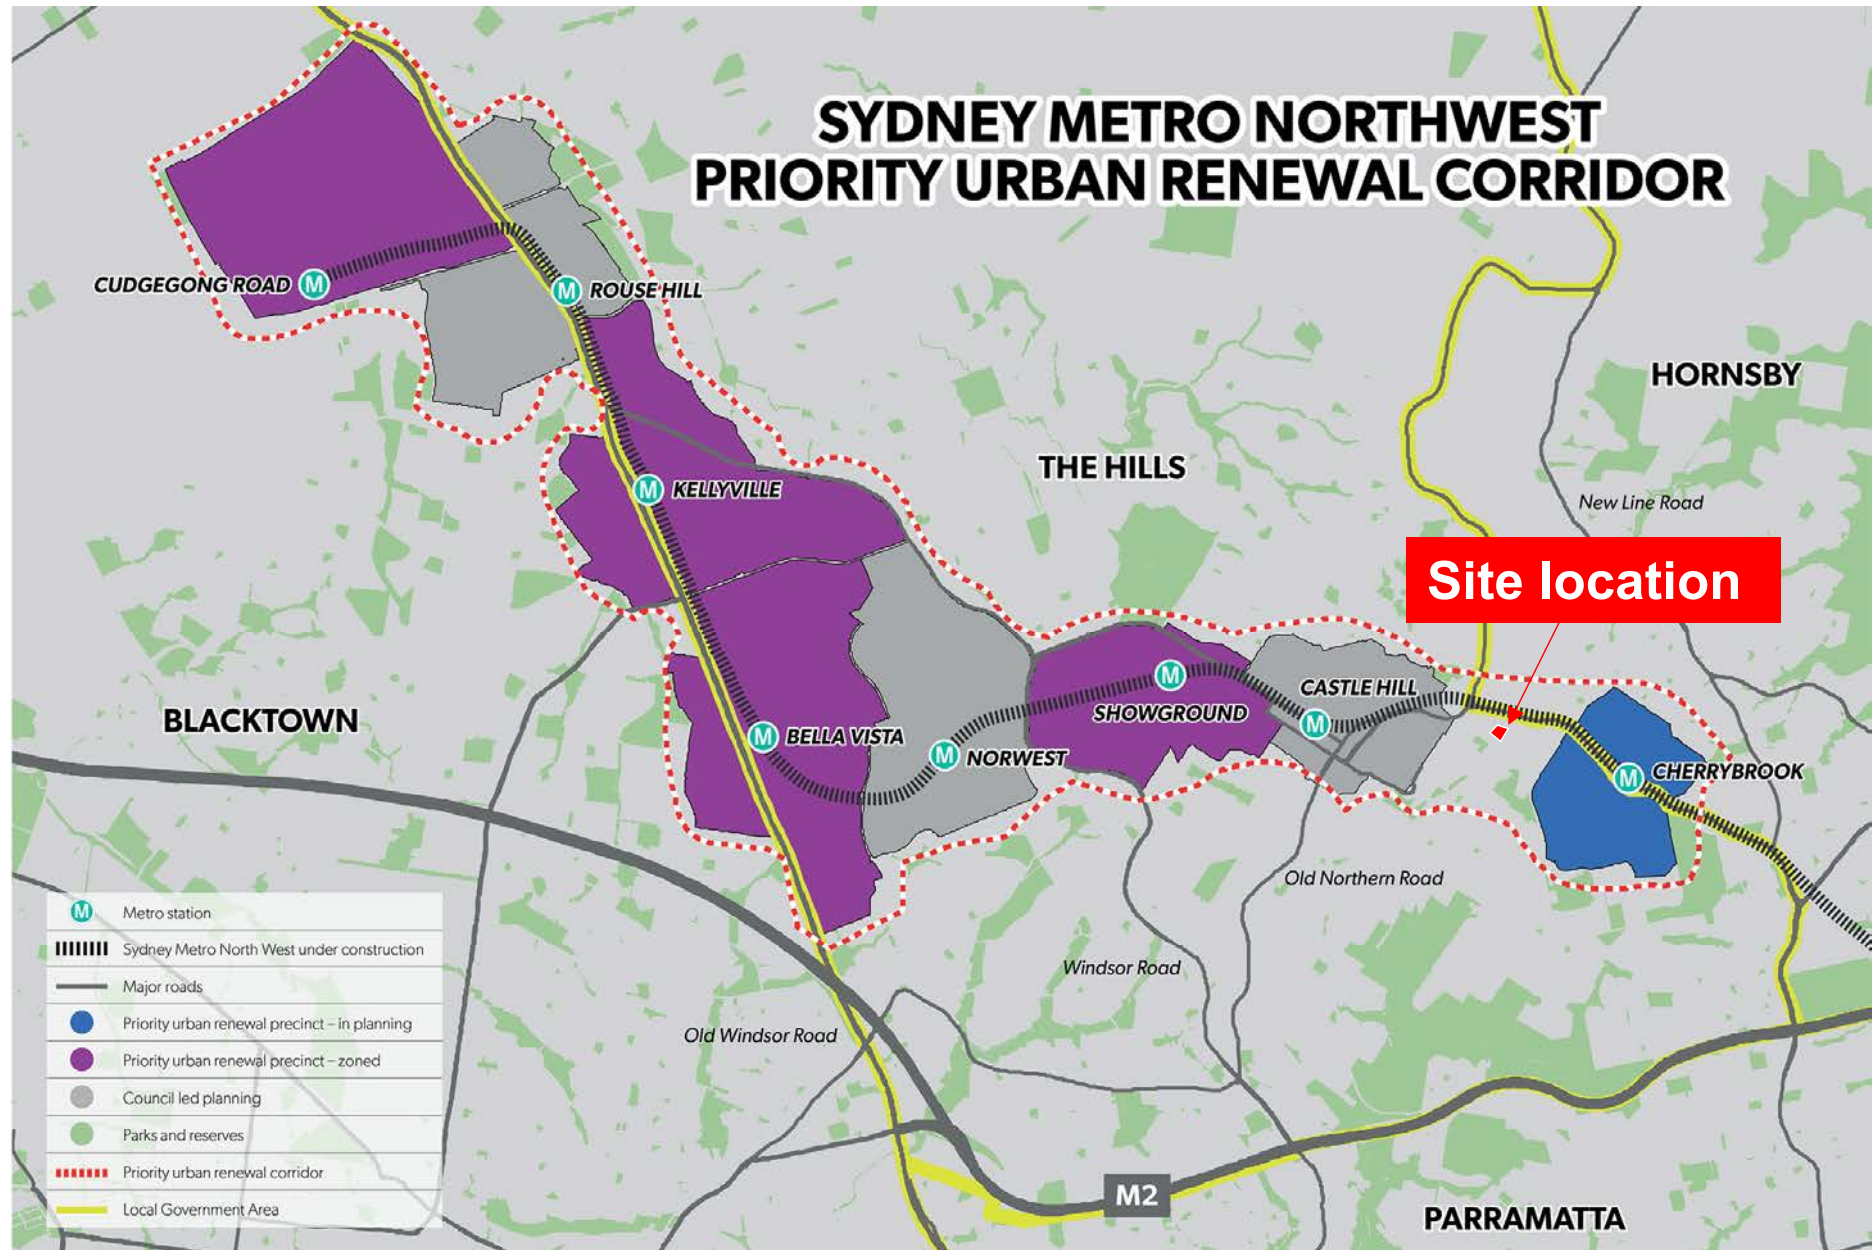 SYDNEY METRO NORTHWEST
PRIORITY URBAN RENEWAL CORRIDOR
CUDGEGONG ROAD M
M ROUSE HILL
HORNSBY
THE HILLS
M KELLYVILLE
New Line Road
Site location
M
CASTLE HILL
BLACKTOWN
SHOWGROUND
M
M BELLA VISTA
M NORWEST
M CHERRYBROOK
Old Northern Road
M Metro station
Sydney Metro North West under construction
Windsor Road
Major roads
Priority urban renewal precinct – in planning
Old Windsor Road
Priority urban renewal precinct – zoned
Council led planning
Parks and reserves
Priority urban renewal corridor
M2
Local Government Area
PARRAMATTA